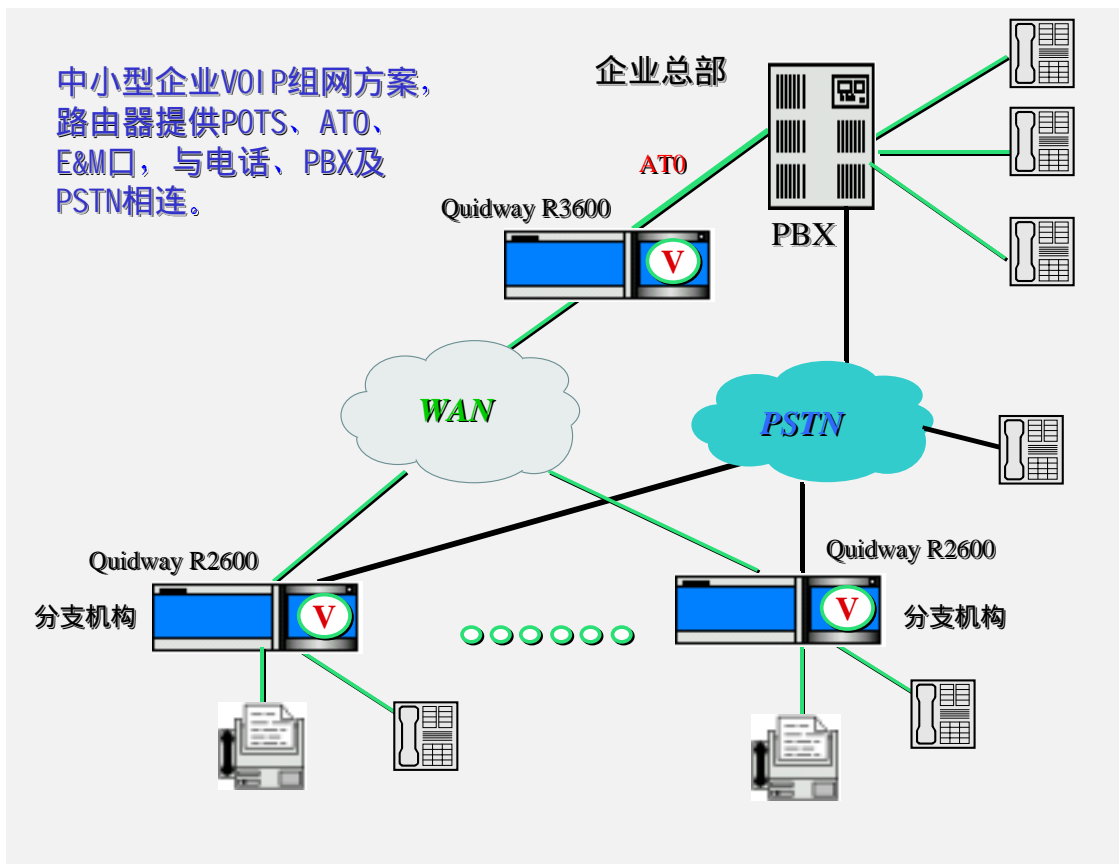 中小型企业VOIP组网方案，
路由器提供POTS、AT0、
E&M口，与电话、PBX及
PSTN相连。
企业总部
AT0
Quidway R3600
PBX
V
WAN
PSTN
Quidway R2600
Quidway R2600
分支机构
V
V
分支机构